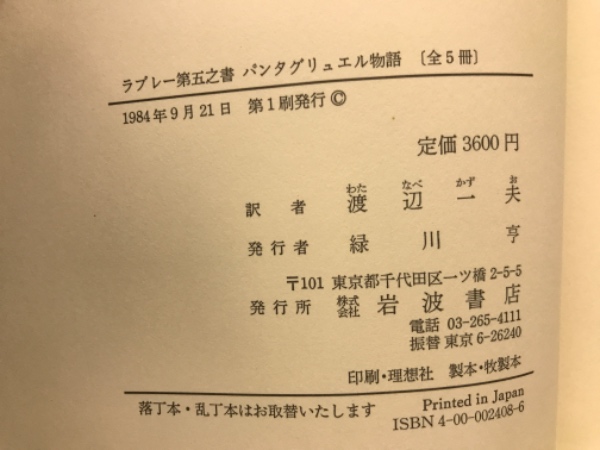 ラブレー第五之書 パンタグリュエル物語 〔全5冊〕
1984年9月21日 第1刷発行©
定価3600円
わた なべ かず お
訳者 渡辺一夫
発行者 緑川亨
〒101 東京都千代田区一ツ橋2-5-5
発行所 株式会社 岩波書店
電話 03-265-4111
振替 東京6-26240
印刷・理想社 製本・牧製本
落丁本・乱丁本はお取替いたします
Printed in Japan
ISBN4-00-002408-6